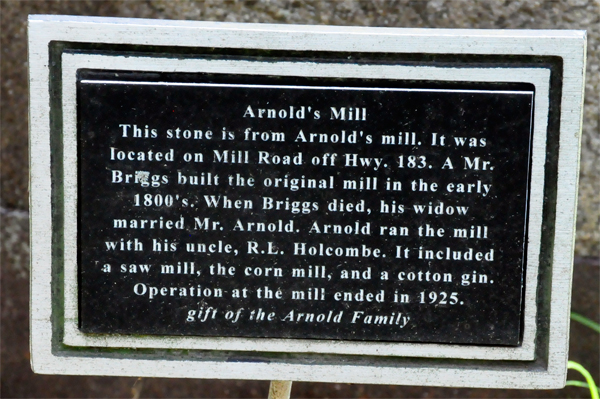 Arnold's Mill
This stone is from Arnold's mill. It was
located on Mill Road off Hwy. 183. A Mr.
Briggs built the original mill in the early
1800's. When Briggs died, his widow
married Mr. Arnold. Arnold ran the mill
with his uncle, R.L. Holcombe. It included
a saw mill, the corn mill, and a cotton gin.
Operation at the mill ended in 1925.
gift of the Arnold Family